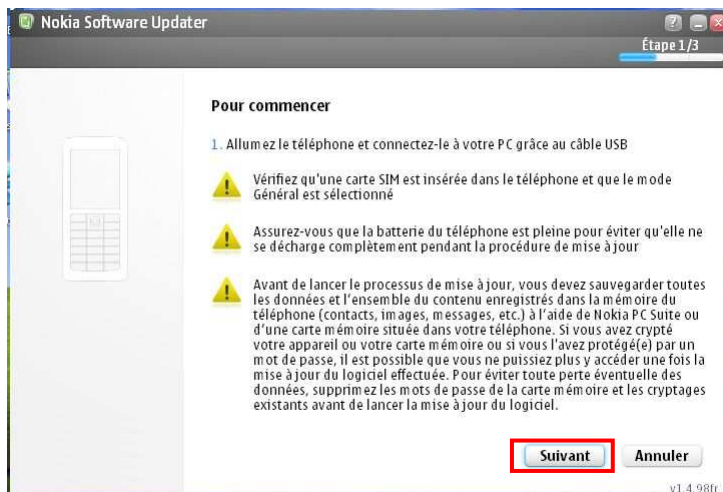 Nokia Software Updater
Étape 1/3
Pour commencer
1. Allumez le téléphone et connectez-le à votre PC grâce au câble USB
Vérifiez qu'une carte SIM est insérée dans le téléphone et que le mode
Général est sélectionné
Assurez-vous que la batterie du téléphone est pleine pour éviter qu'elle ne
se décharge complètement pendant la procédure de mise à jour
Avant de lancer le processus de mise à jour, vous devez sauvegarder toutes
les données et l'ensemble du contenu enregistrés dans la mémoire du
téléphone (contacts, images, messages, etc.) à l'aide de Nokia PC Suite ou
d'une carte mémoire située dans votre téléphone. Si vous avez crypté
votre appareil ou votre carte mémoire ou si vous l'avez protégé(e) par un
mot de passe, il est possible que vous ne puissiez plus y accéder une fois la
mise à jour du logiciel effectuée. Pour éviter toute perte éventuelle des
données, supprimez les mots de passe de la carte mémoire et les cryptages
existants avant de lancer la mise à jour du logiciel.
Suivant
Annuler
v1.4.98fr